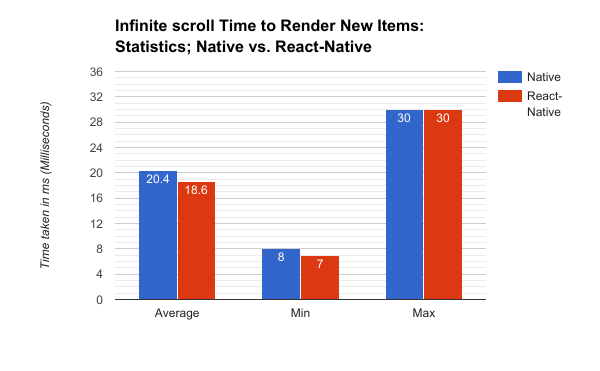 Infinite scroll Time to Render New Items:
Statistics; Native vs. React-Native
Time taken in ms (Milliseconds)
36
32
28
24
20
16
12
8
4
0
20.4
18.6
8
7
30
30
Average
Min
Max
Native
React-
Native